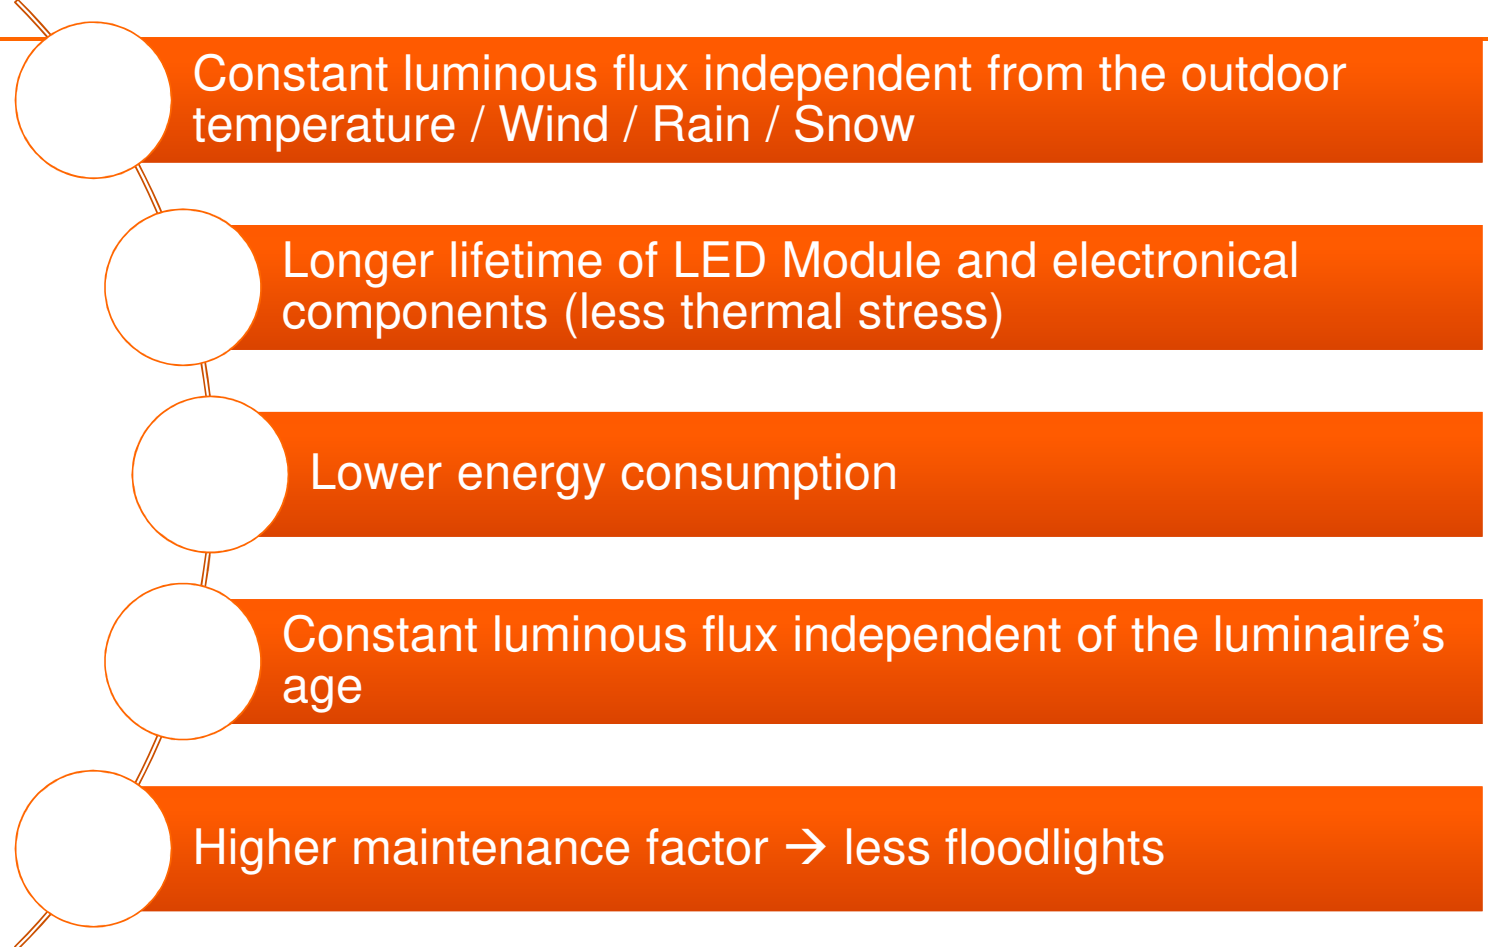 Constant luminous flux independent from the outdoor
temperature / Wind / Rain / Snow
Longer lifetime of LED Module and electronical
components (less thermal stress)
Lower energy consumption
Constant luminous flux independent of the luminaire’s
age
Higher maintenance factor → less floodlights